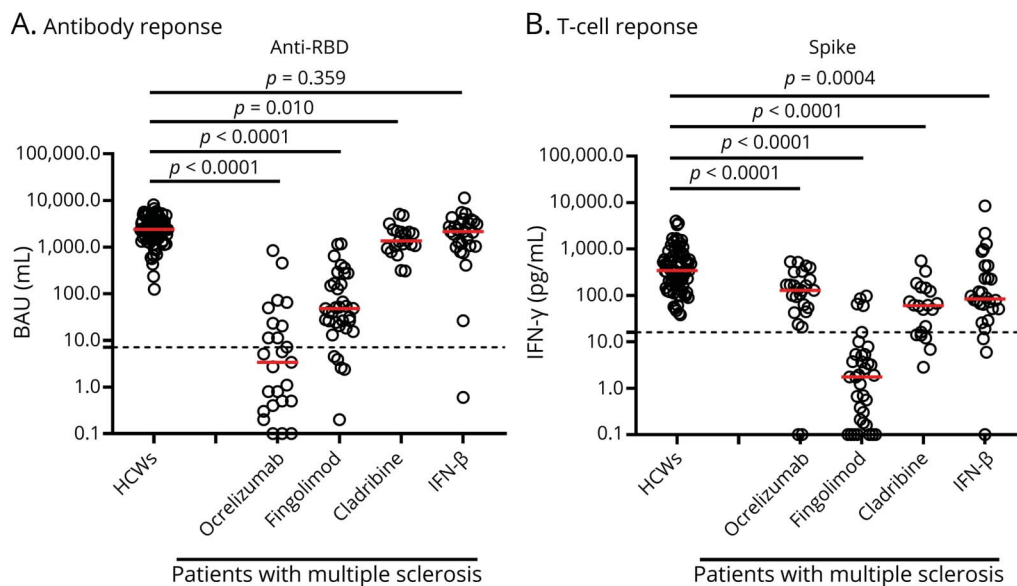 A. Antibody reponse
Anti-RBD
p = 0.359
p = 0.010
p < 0.0001
p < 0.0001
100,000.0
10,000.0
1,000.0
100.0
10.0
1.0
0.1
BAU (mL)
HCWs
Ocrelizumab
Fingolimod
Cladribine
IFN-β
Patients with multiple sclerosis
B. T-cell reponse
Spike
p = 0.0004
p < 0.0001
p < 0.0001
p < 0.0001
100,000.0
10,000.0
1,000.0
100.0
10.0
1.0
0.1
IFN-γ (pg/mL)
HCWs
Ocrelizumab
Fingolimod
Cladribine
IFN-β
Patients with multiple sclerosis